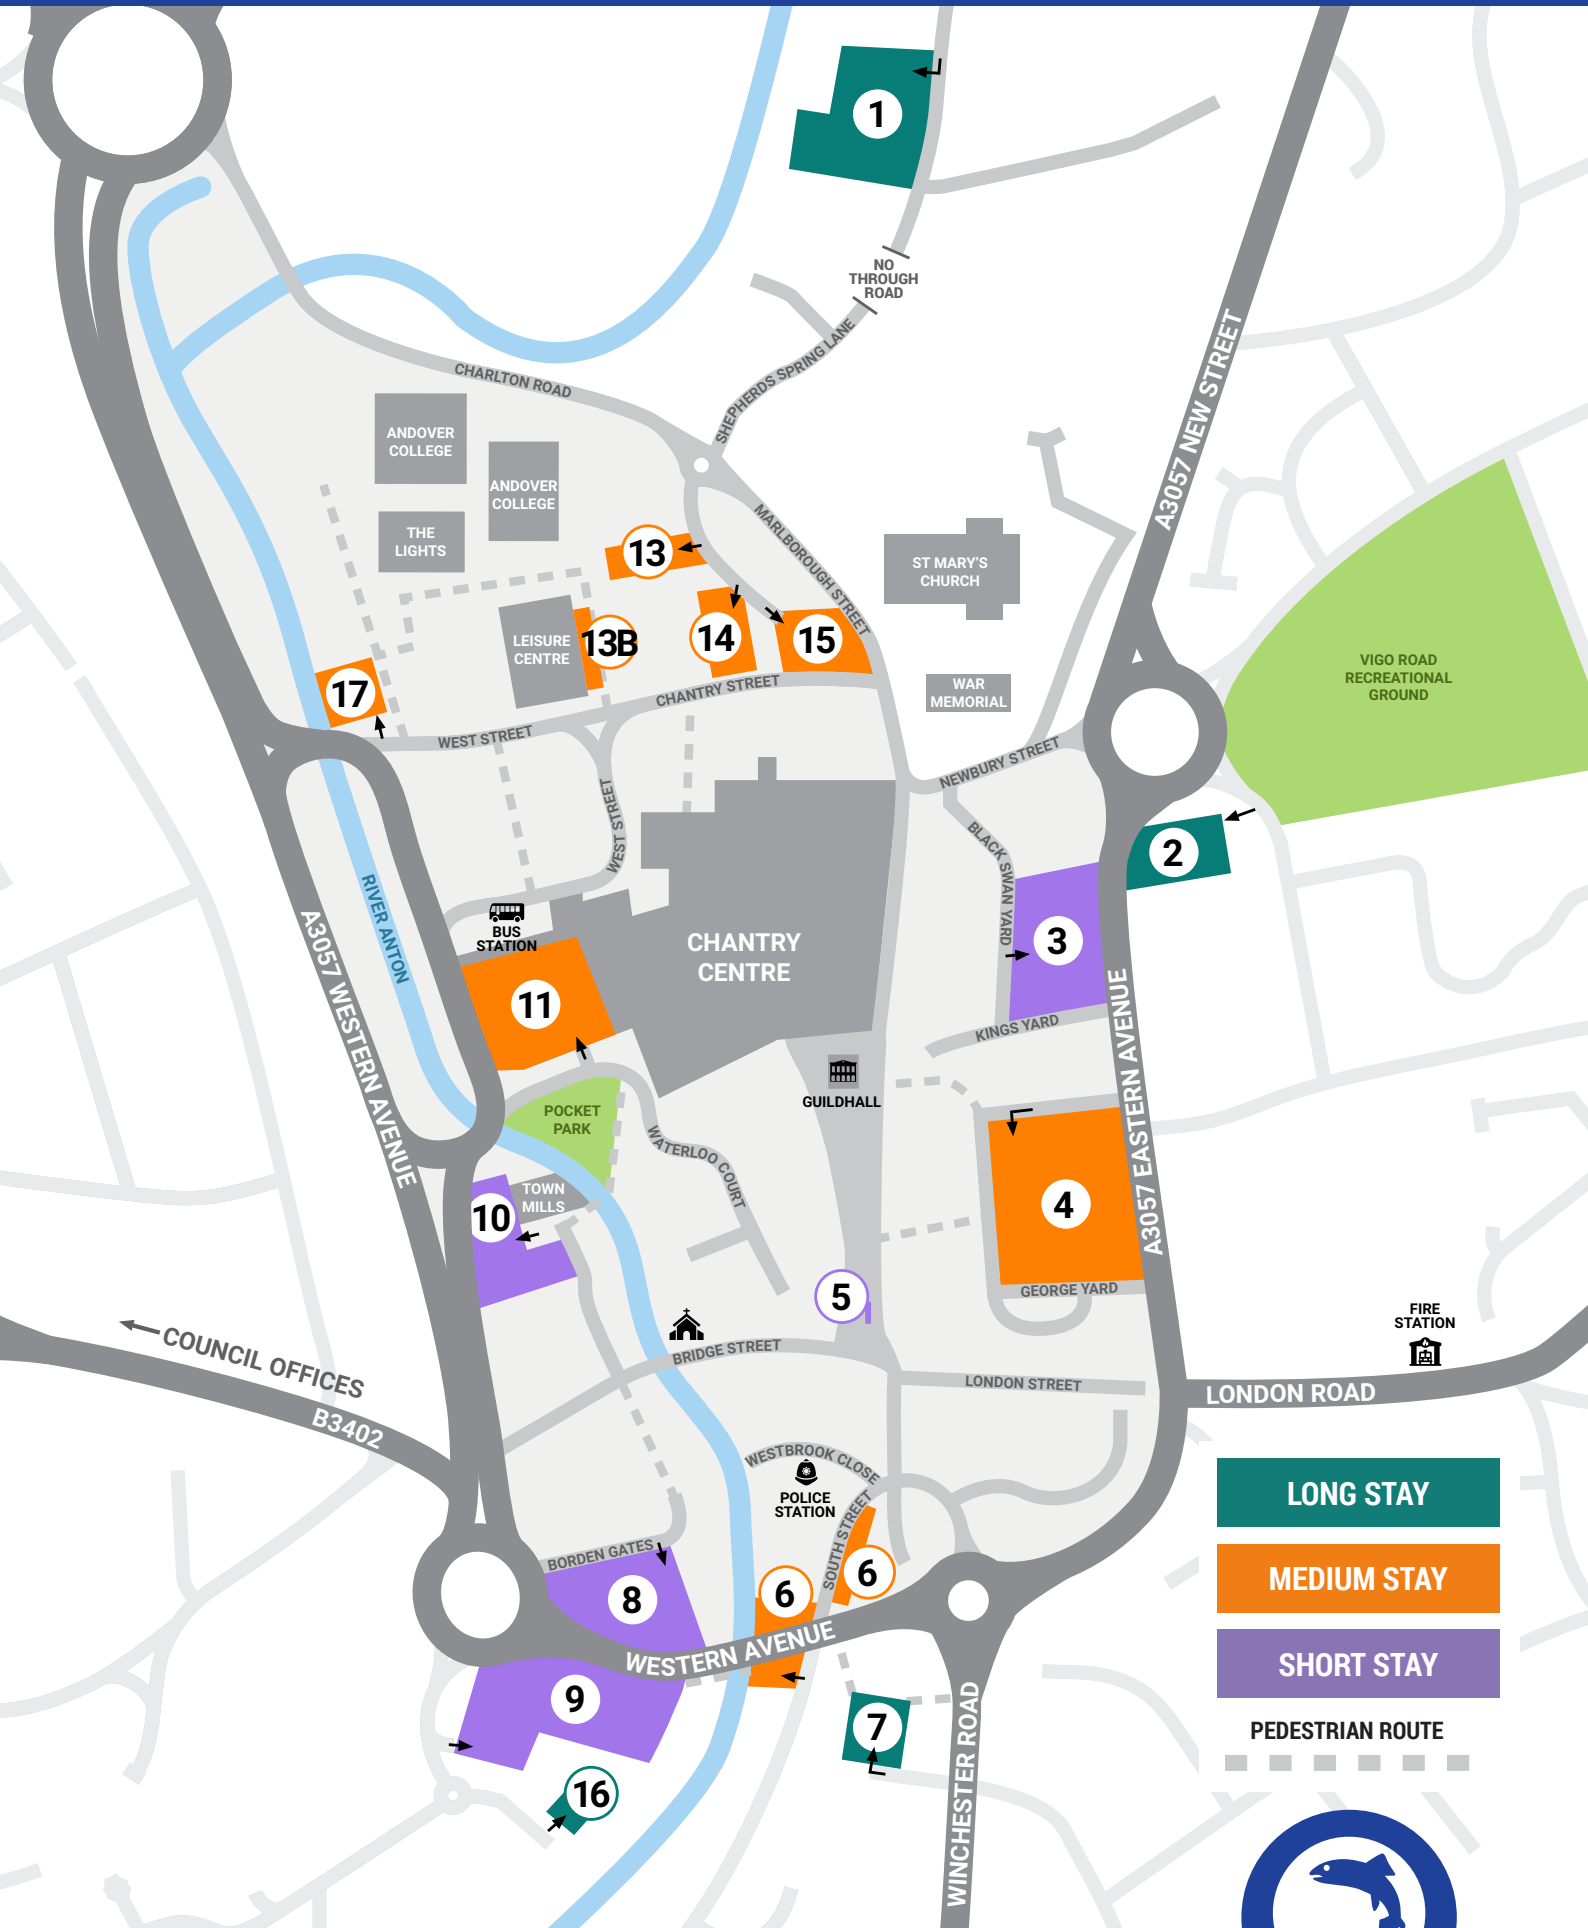 1
NO
THROUGH
ROAD
SHEPHERDS SPRING LANE
CHARLTON ROAD
A3057 NEW STREET
ANDOVER
COLLEGE
ANDOVER
COLLEGE
THE
LIGHTS
13
MARLBOROUGH STREET
ST MARY'S
CHURCH
LEISURE
CENTRE
13B
14
15
17
VIGO ROAD
RECREATIONAL
GROUND
WAR
MEMORIAL
CHANTRY STREET
WEST STREET
NEWBURY STREET
WEST STREET
BLACK SWAN YARD
2
RIVER ANTON
BUS
STATION
CHANTRY
CENTRE
3
A3057 WESTERN AVENUE
11
KINGS YARD
A3057 EASTERN AVENUE
GUILDHALL
POCKET
PARK
WATERLOO COURT
TOWN
MILLS
10
4
GEORGE YARD
5
FIRE
STATION
COUNCIL OFFICES
B3402
BRIDGE STREET
LONDON STREET
LONDON ROAD
WESTBROOK CLOSE
POLICE
STATION
SOUTH STREET
LONG STAY
BORDEN GATES
8
6
6
MEDIUM STAY
WESTERN AVENUE
SHORT STAY
9
7
WINCHESTER ROAD
PEDESTRIAN ROUTE
16